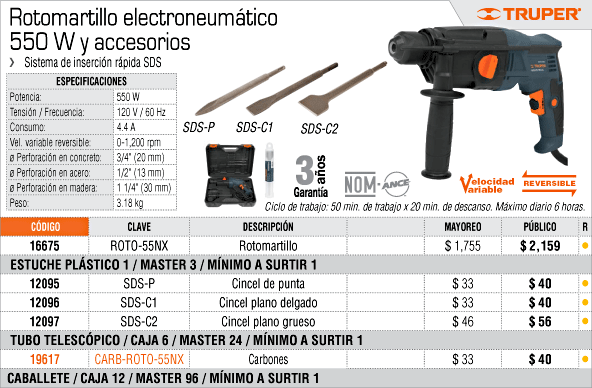 Rotomartillo electroneumático
550 W y accesorios
TRUPER®
› Sistema de inserción rápida SDS
ESPECIFICACIONES
Potencia: 550 W
Tensión / Frecuencia: 120 V / 60 Hz
Consumo: 4.4 A
Vel. variable reversible: 0-1,200 rpm
ø Perforación en concreto: 3/4" (20 mm)
ø Perforación en acero: 1/2" (13 mm)
ø Perforación en madera: 1 1/4" (30 mm)
Peso: 3.18 kg
SDS-P
SDS-C1
SDS-C2
3 años
Garantía
NOM-ANCE
Velocidad
Variable
REVERSIBLE
Ciclo de trabajo: 50 min. de trabajo x 20 min. de descanso. Máximo diario 6 horas.
CÓDIGO CLAVE DESCRIPCIÓN MAYOREO PÚBLICO R
16675 ROTO-55NX Rotomartillo $ 1,755 $ 2,159
ESTUCHE PLÁSTICO 1 / MASTER 3 / MÍNIMO A SURTIR 1
12095 SDS-P Cincel de punta $ 33 $ 40
12096 SDS-C1 Cincel plano delgado $ 33 $ 40
12097 SDS-C2 Cincel plano grueso $ 46 $ 56
TUBO TELESCÓPICO / CAJA 6 / MASTER 24 / MÍNIMO A SURTIR 1
19617 CARB-ROTO-55NX Carbones $ 33 $ 40
CABALLETE / CAJA 12 / MASTER 96 / MÍNIMO A SURTIR 1